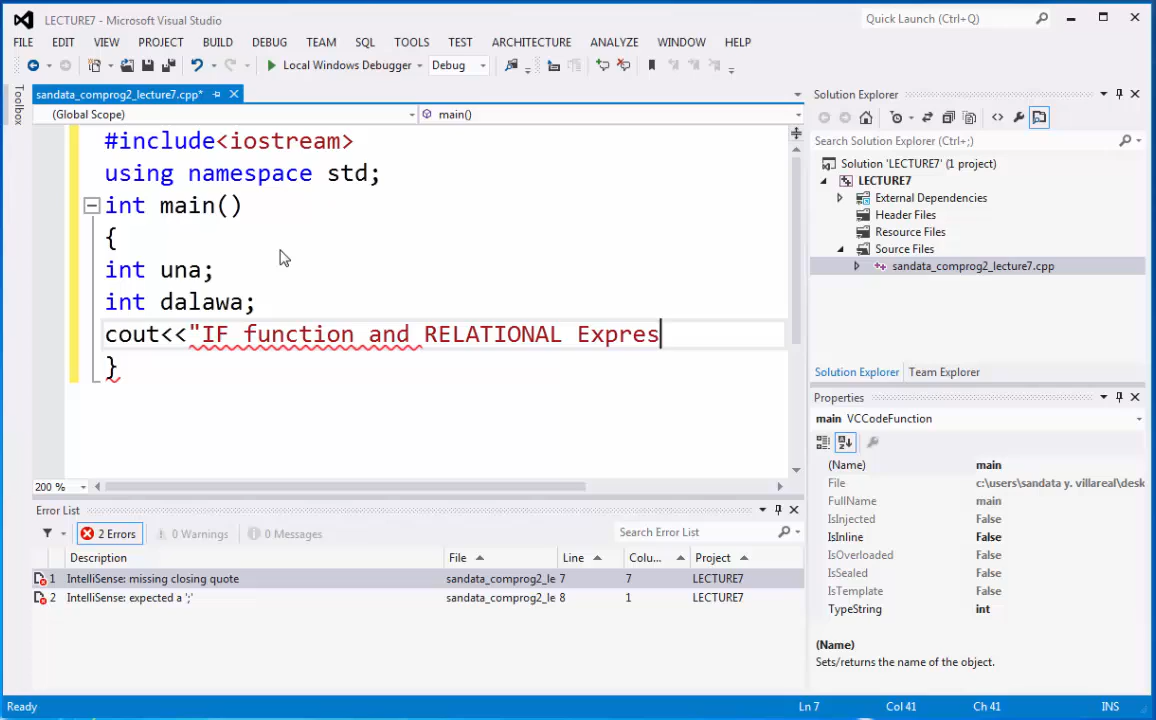 LECTURE7 - Microsoft Visual Studio
Quick Launch (Ctrl+Q)
FILE EDIT VIEW PROJECT BUILD DEBUG TEAM SQL TOOLS TEST ARCHITECTURE ANALYZE WINDOW HELP
Local Windows Debugger Debug
Toolbox
sandata_comprog2_lecture7.cpp*
(Global Scope) main()
#include<iostream>
using namespace std;
int main()
{
int una;
int dalawa;
cout<<"IF function and RELATIONAL Expres
}
200 %
Error List
2 Errors 0 Warnings 0 Messages Search Error List
Description File Line Colu... Project
1 IntelliSense: missing closing quote sandata_comprog2_le 7 7 LECTURE7
2 IntelliSense: expected a ';' sandata_comprog2_le 8 1 LECTURE7
Solution Explorer
Search Solution Explorer (Ctrl+;)
Solution 'LECTURE7' (1 project)
LECTURE7
External Dependencies
Header Files
Resource Files
Source Files
sandata_comprog2_lecture7.cpp
Solution Explorer Team Explorer
Properties
main VCCodeFunction
(Name) main
File c:\users\sandata y. villareal\desk
FullName main
IsInjected False
IsInline False
IsOverloaded False
IsSealed False
IsTemplate False
TypeString int
(Name)
Sets/returns the name of the object.
Ready Ln 7 Col 41 Ch 41 INS